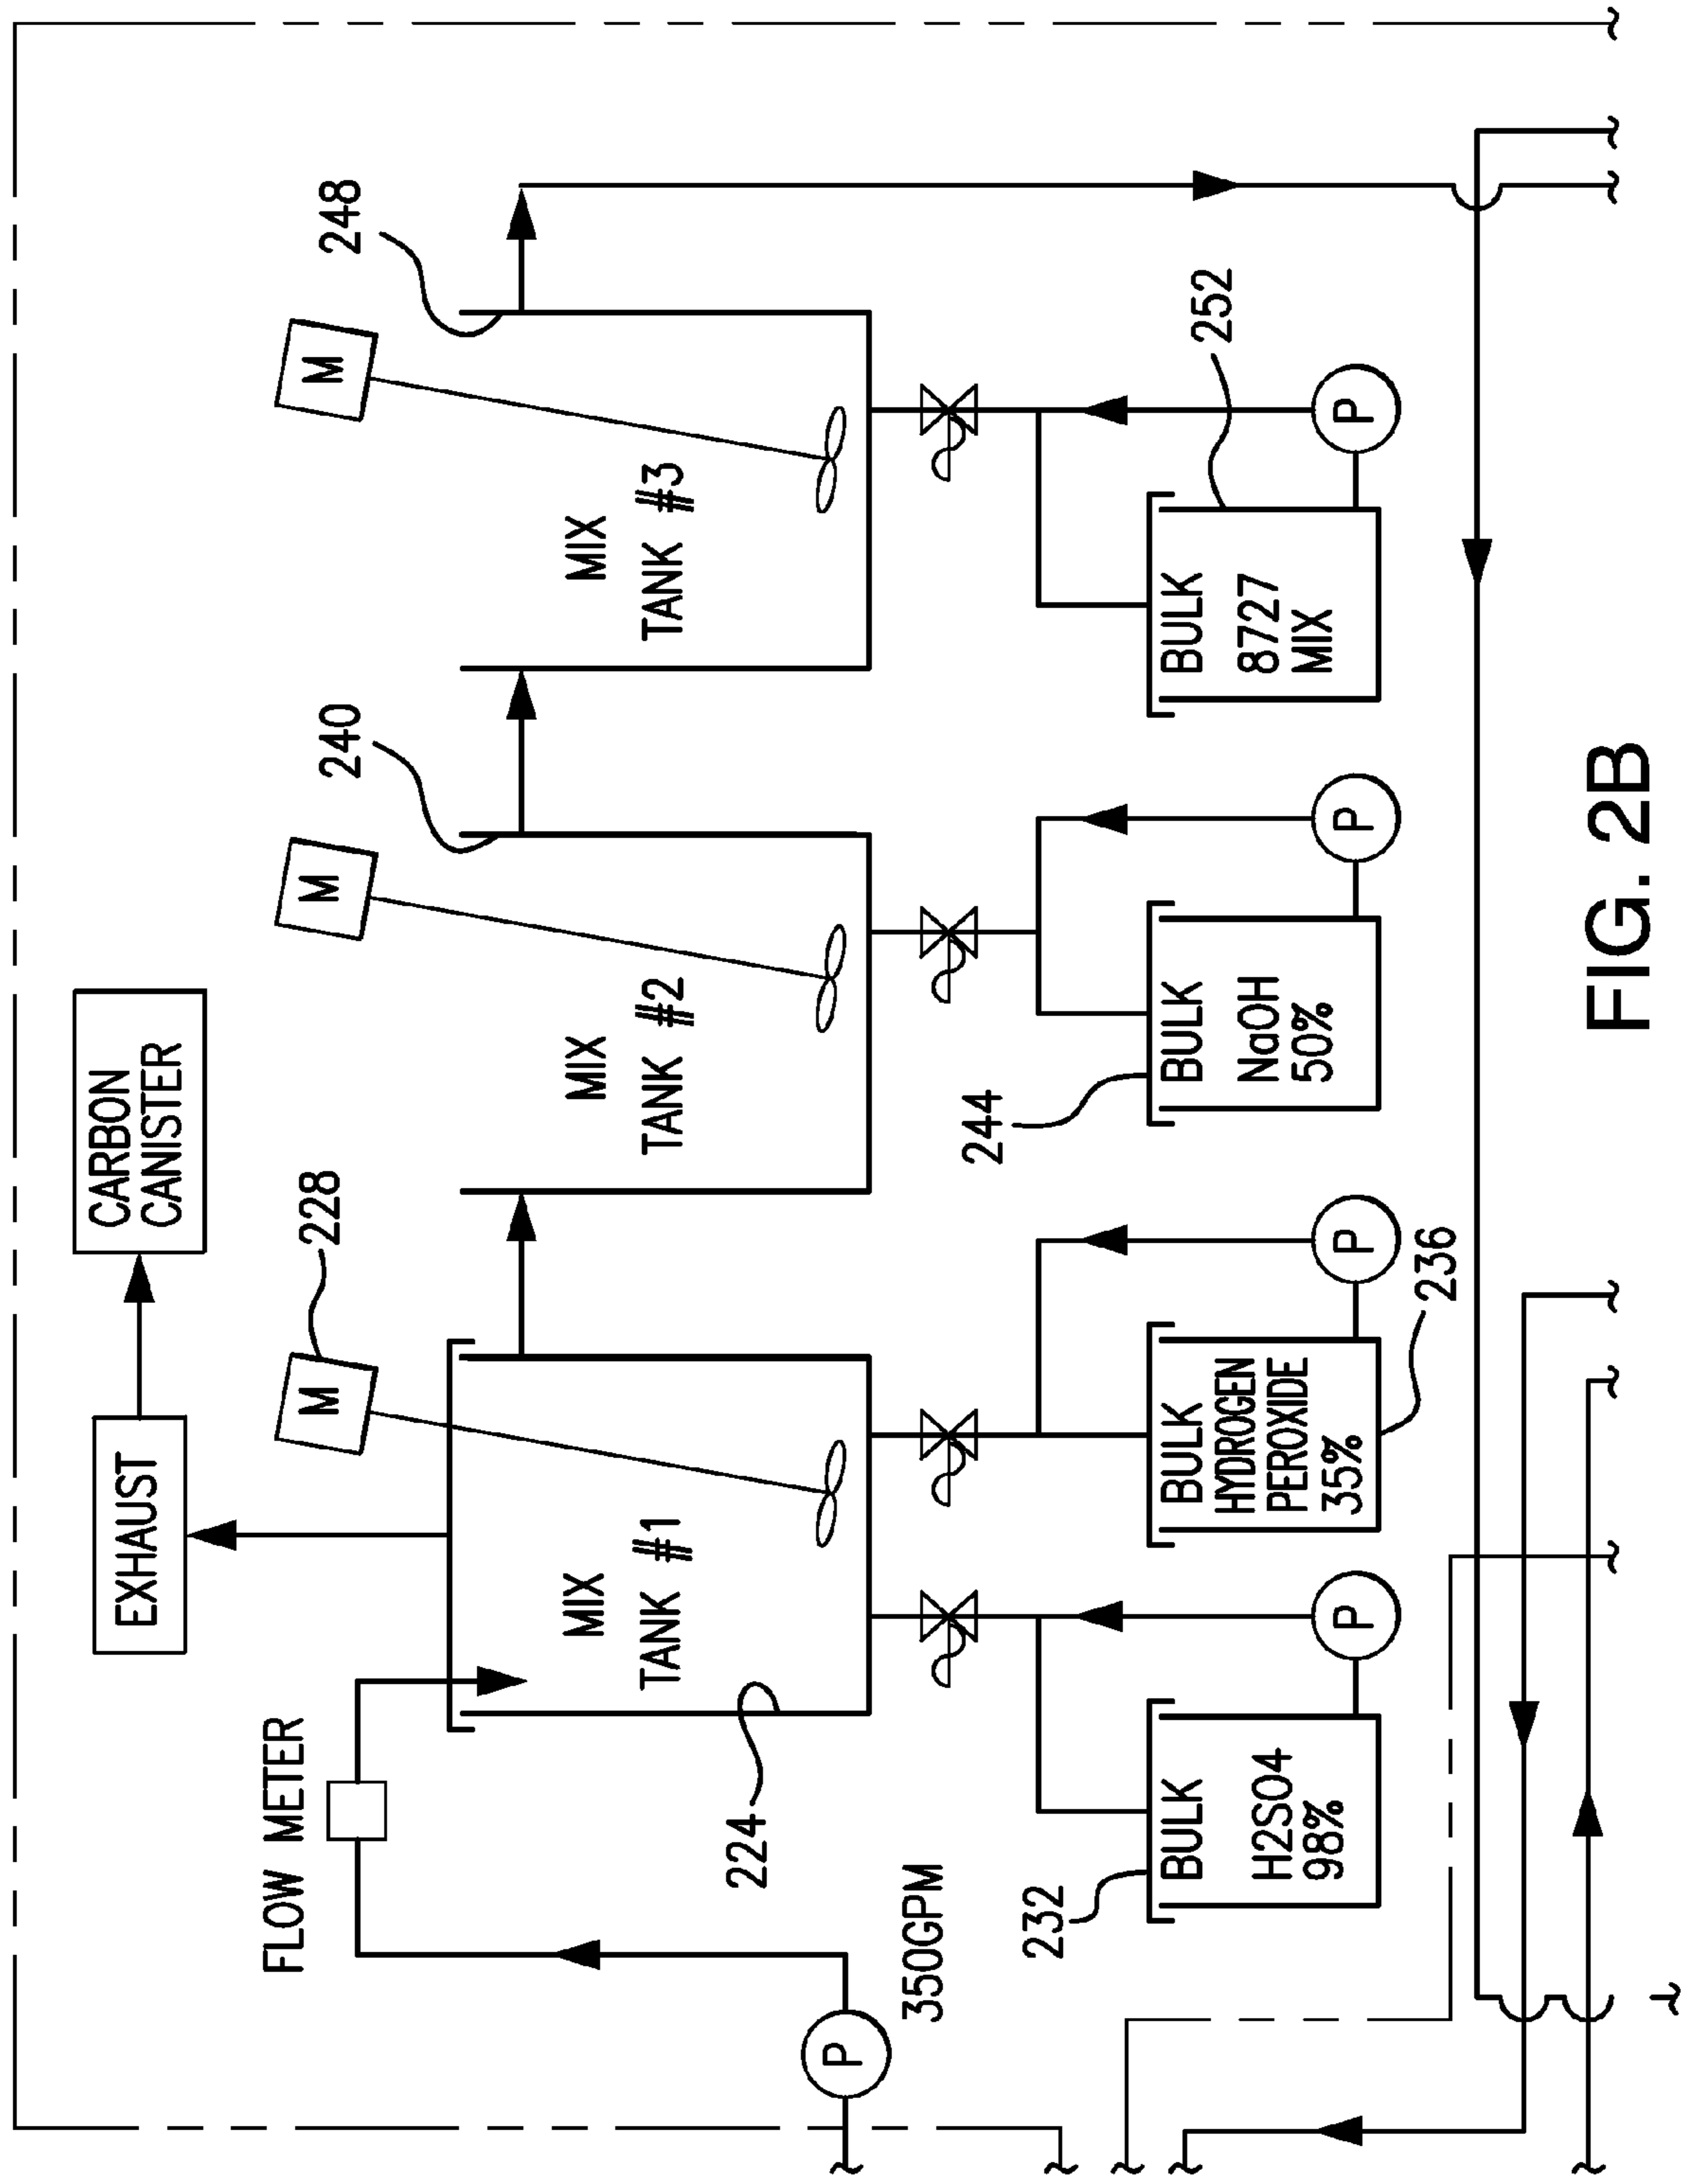 CARBON
CANISTER
EXHAUST
FLOW METER
M
228
M
240
M
248
MIX
TANK #1
MIX
TANK #2
MIX
TANK #3
224
P
350GPM
232
BULK
H2SO4
98%
P
BULK
HYDROGEN
PEROXIDE
35%
P
236
244
BULK
NaOH
50%
P
BULK
8727
MIX
P
252
FIG. 2B